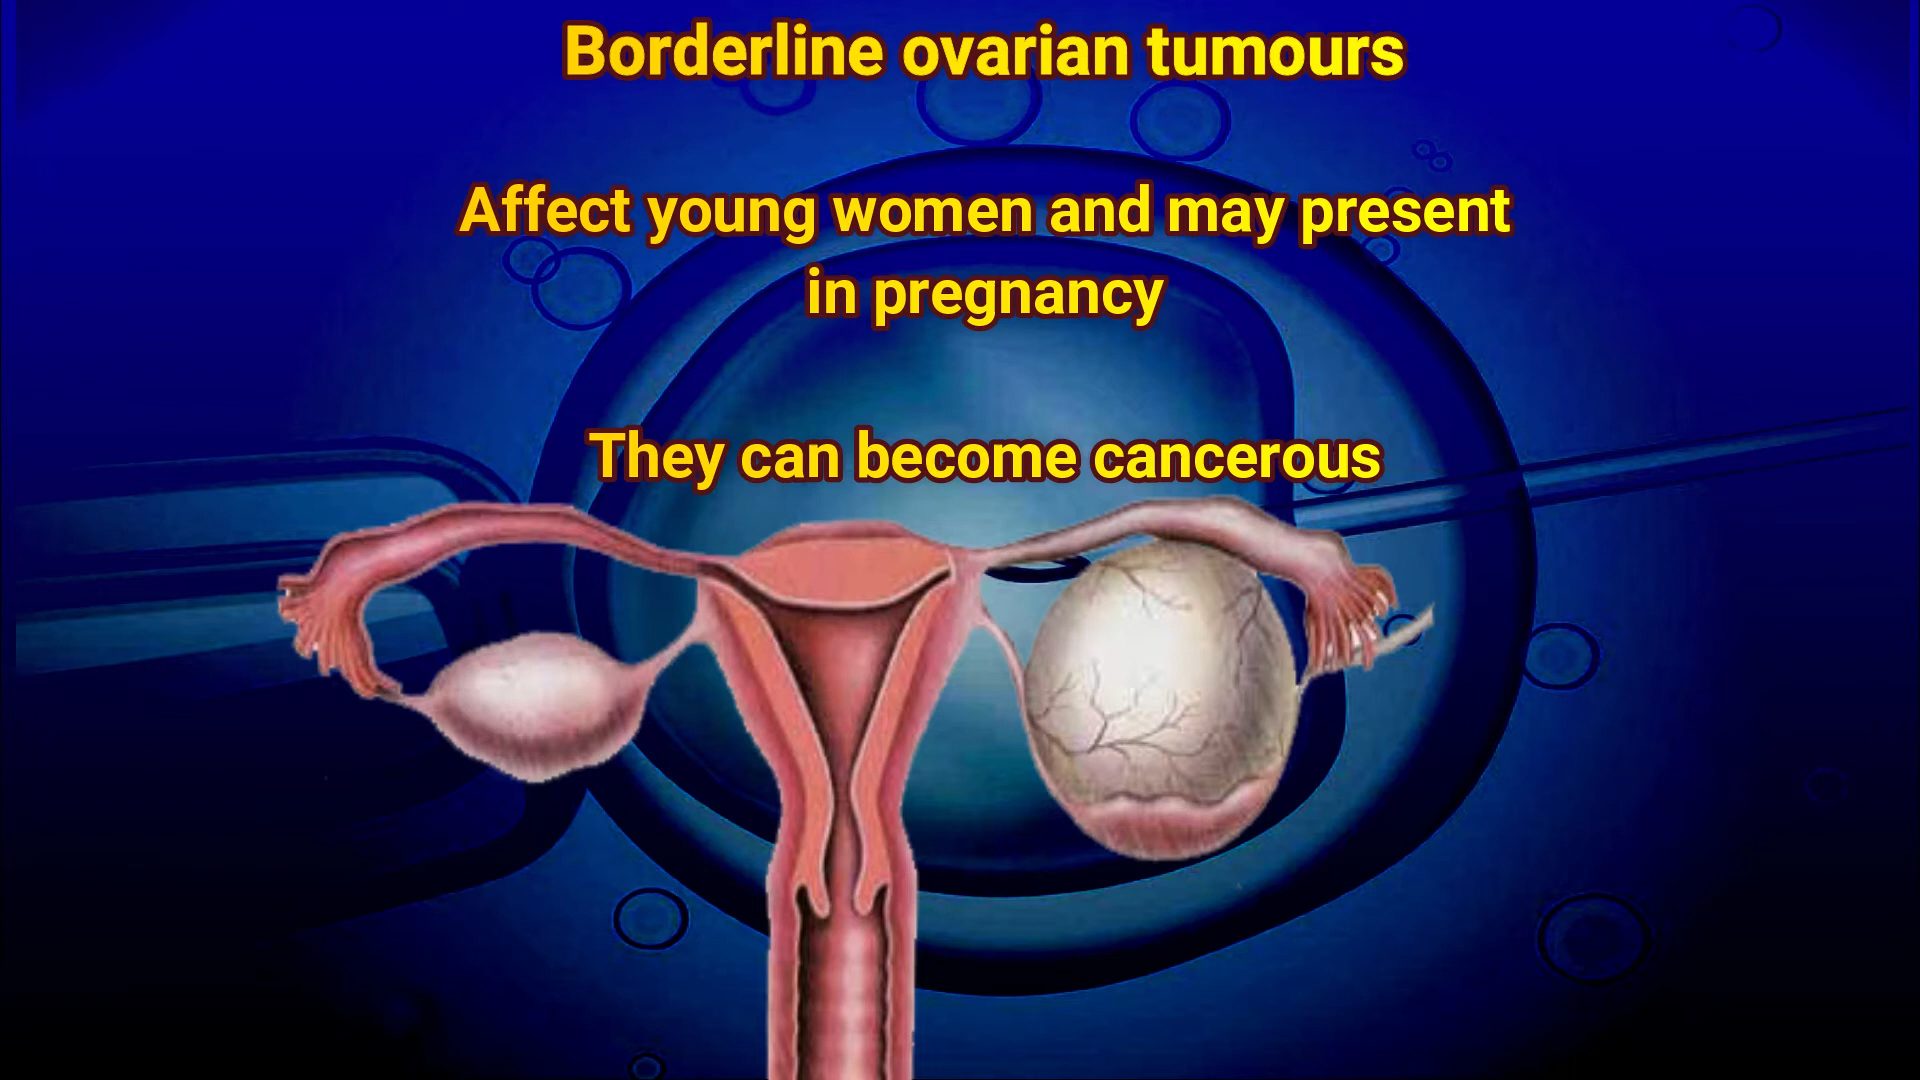 Borderline ovarian tumours
Affect young women and may present
in pregnancy
They can become cancerous